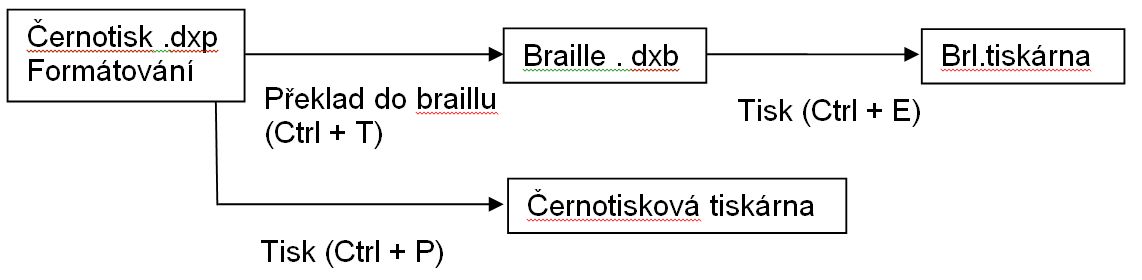 Černotisk .dxp
Formátování
Překlad do braillu
(Ctrl + T)
Braille . dxb
Tisk (Ctrl + E)
Brl.tiskárna
Tisk (Ctrl + P)
Černotisková tiskárna